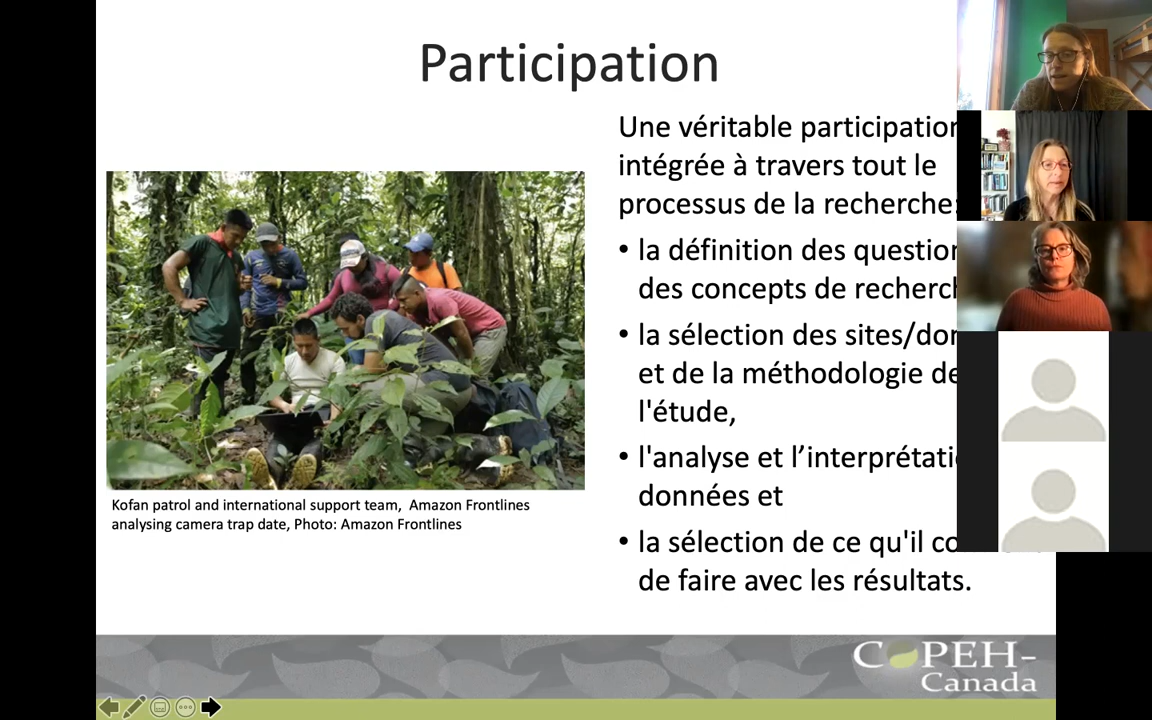 Participation
Une véritable participation
intégrée à travers tout le
processus de la recherche:
la définition des question
des concepts de recherch
la sélection des sites/don
et de la méthodologie de
l'étude,
l'analyse et l’interprétati
données et
la sélection de ce qu'il co
de faire avec les résultats.
Kofan patrol and international support team, Amazon Frontlines
analysing camera trap date, Photo: Amazon Frontlines
COPEH-
Canada